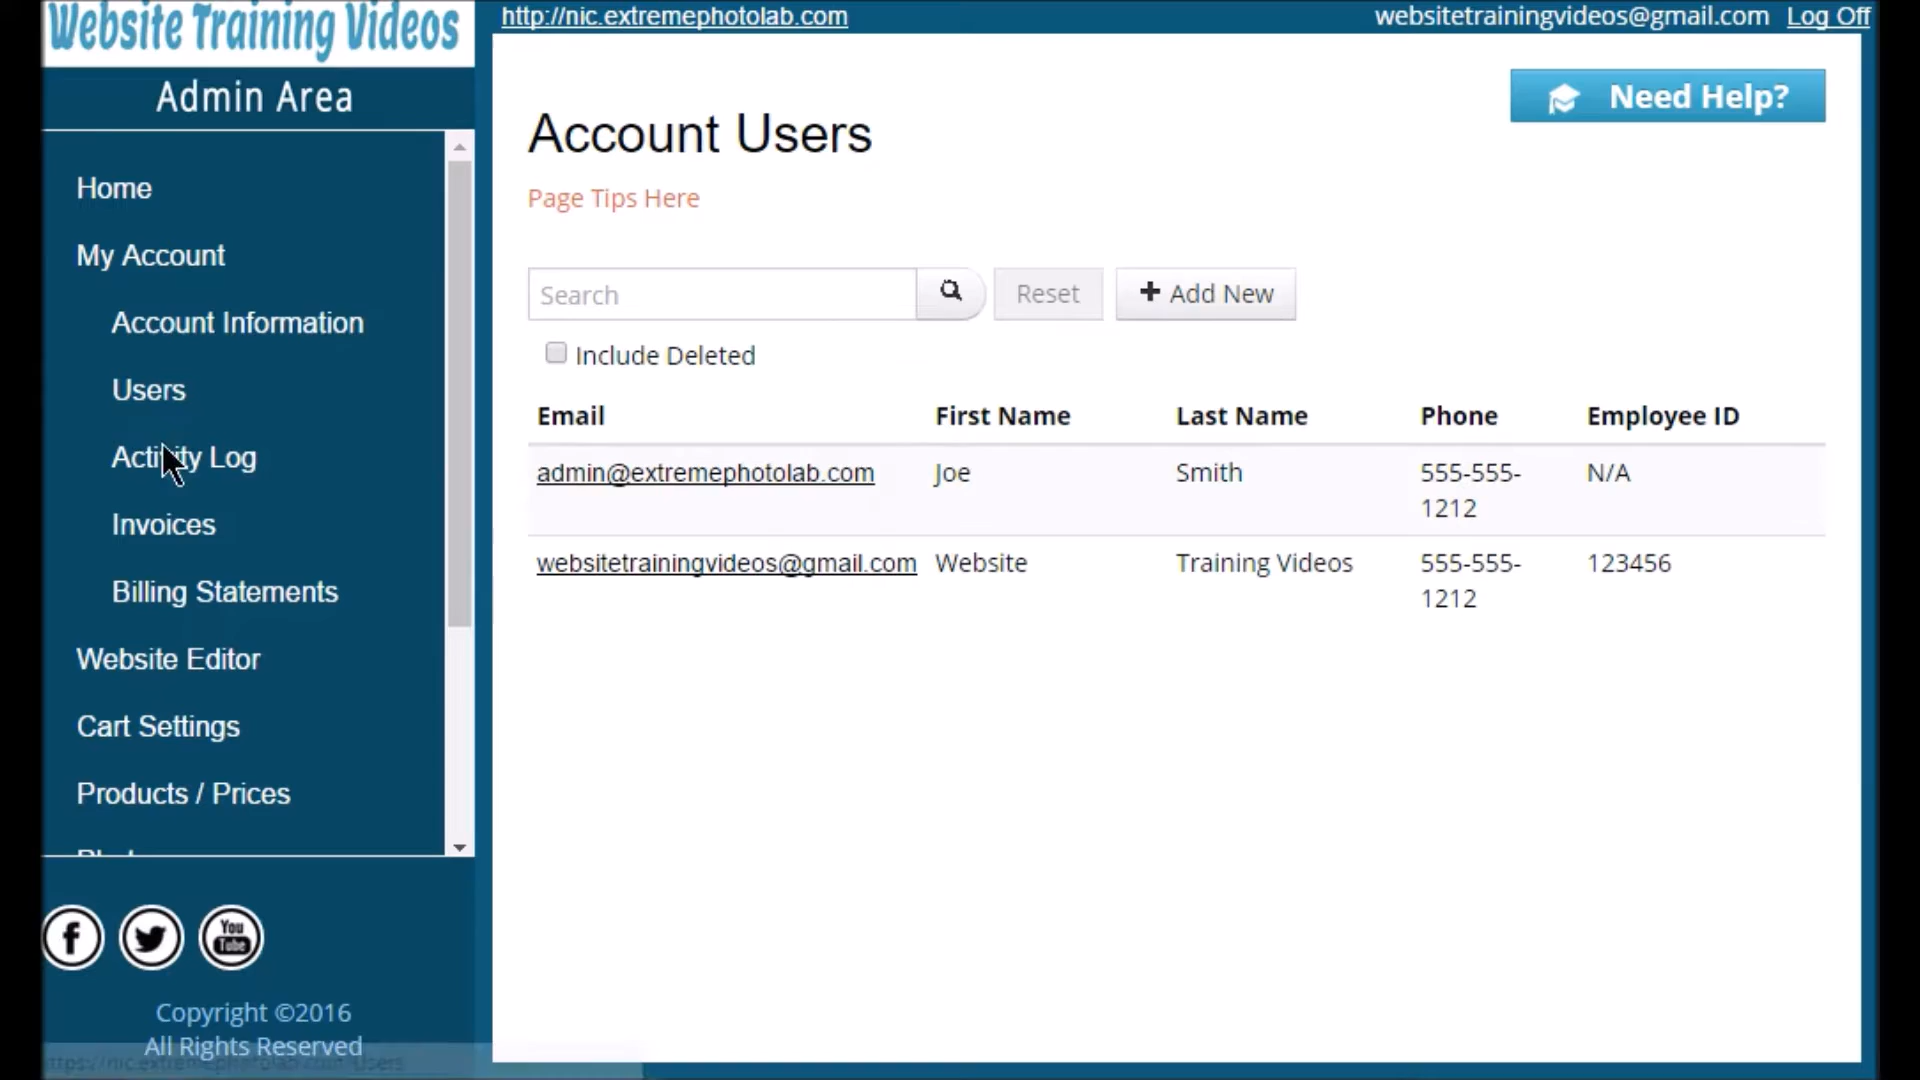 Website Training Videos
http://nic.extremephotolab.com
websitetrainingvideos@gmail.com Log Off
Admin Area
Need Help?
Home
My Account
Account Information
Users
Activity Log
Invoices
Billing Statements
Website Editor
Cart Settings
Products / Prices
Account Users
Page Tips Here
Search
Reset
Add New
Include Deleted
Email First Name Last Name Phone Employee ID
admin@extremephotolab.com Joe Smith 555-555- N/A
1212
websitetrainingvideos@gmail.com Website Training Videos 555-555- 123456
1212
f
You
Tube
Copyright ©2016
All Rights Reserved